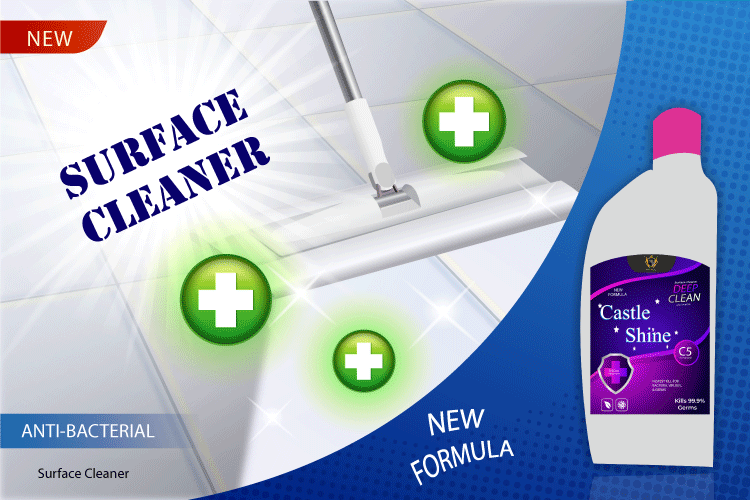 NEW
SURFACE
CLEANER
ANTI-BACTERIAL
Surface Cleaner
NEW
FORMULA
NEW
FORMULA
DEEP
CLEAN
Castle
Shine
C5
Kills 99.9%
Germs